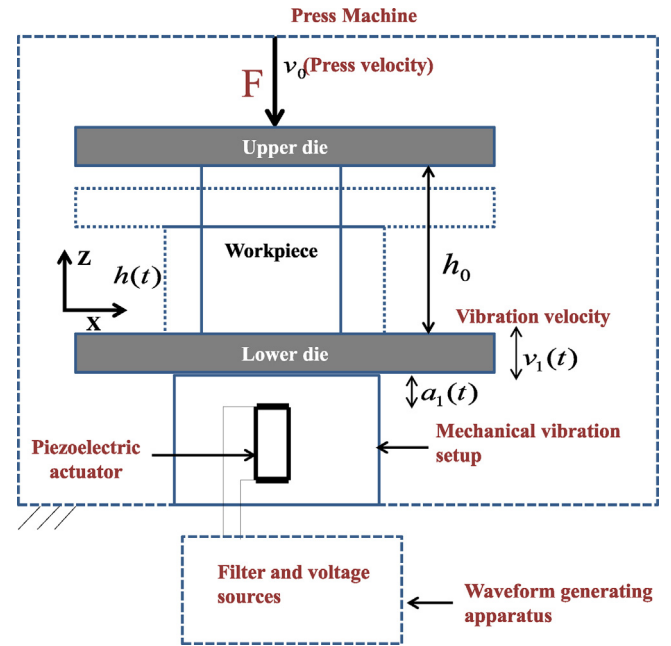 Press Machine
F
v₀(Press velocity)
Upper die
Workpiece
z
h(t)
x
h₀
Vibration velocity
Lower die
v₁(t)
a₁(t)
Piezoelectric
actuator
Mechanical vibration
setup
Filter and voltage
sources
Waveform generating
apparatus